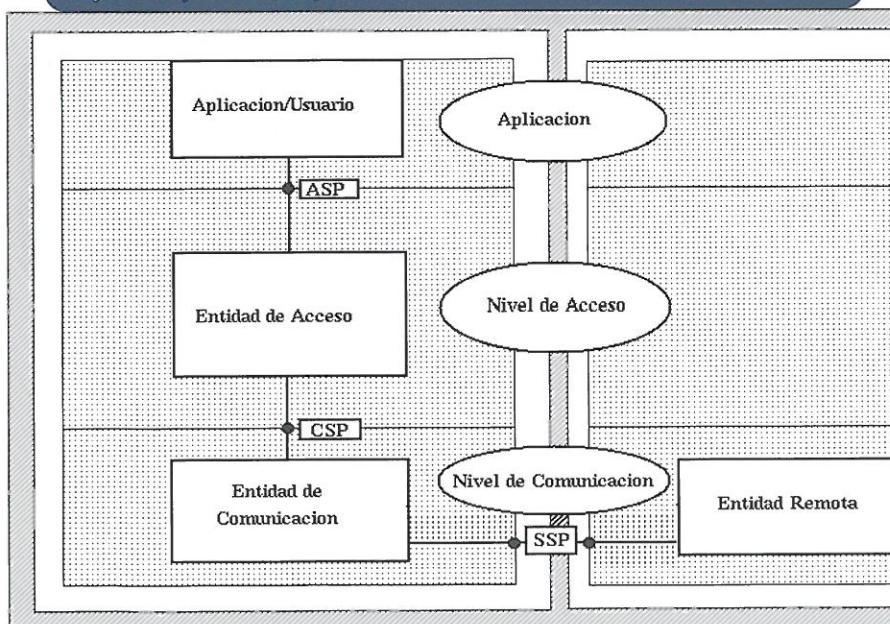 Aplicacion/Usuario
Aplicacion
ASP
Entidad de Acceso
Nivel de Acceso
CSP
Entidad de
Comunicacion
Nivel de Comunicacion
Entidad Remota
SSP